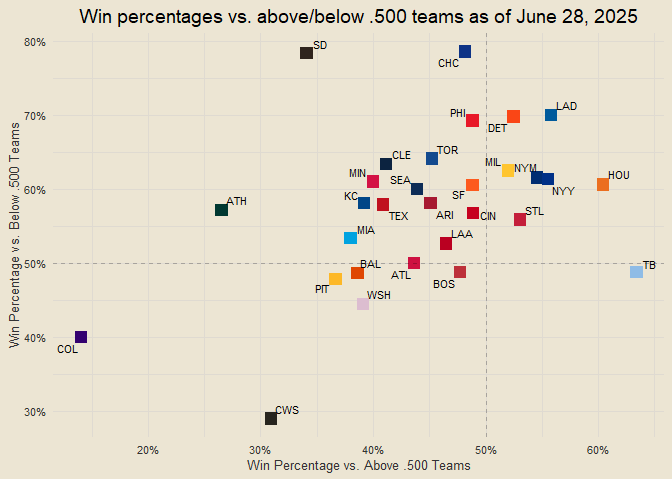 Win percentages vs. above/below .500 teams as of June 28, 2025
80%
SD
CHC
70%
PHI
DET
LAD
CLE
TOR
MIL
NYM
MIN
SEA
HOU
60%
KC
SF
NYY
ATH
TEX
ARI
CIN
STL
MIA
LAA
50%
BAL
ATL
BOS
TB
PIT
WSH
40%
COL
30%
CWS
20%
30%
40%
50%
60%
Win Percentage vs. Above .500 Teams
Win Percentage vs. Below .500 Teams